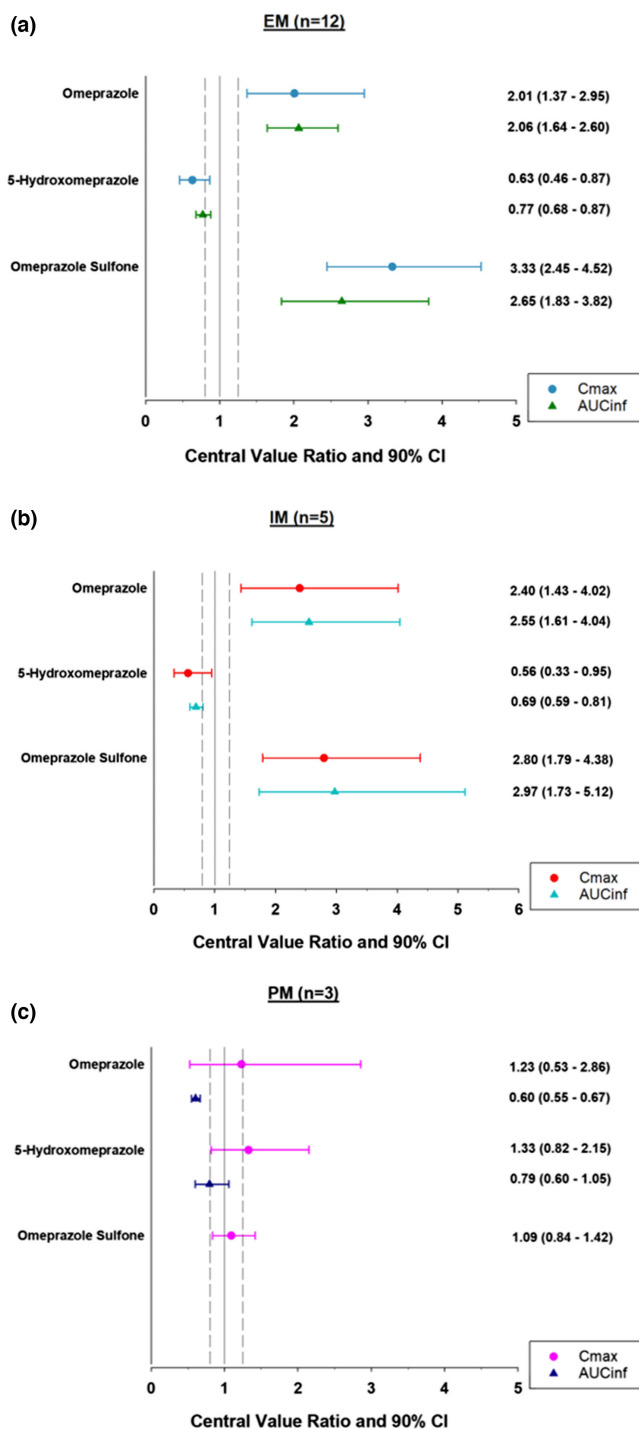 (a)
EM (n=12)
Omeprazole
2.01 (1.37 - 2.95)
2.06 (1.64 - 2.60)
5-Hydroxomeprazole
0.63 (0.46 - 0.87)
0.77 (0.68 - 0.87)
Omeprazole Sulfone
3.33 (2.45 - 4.52)
2.65 (1.83 - 3.82)
Cmax
AUCinf
0 1 2 3 4 5
Central Value Ratio and 90% CI
(b)
IM (n=5)
Omeprazole
2.40 (1.43 - 4.02)
2.55 (1.61 - 4.04)
5-Hydroxomeprazole
0.56 (0.33 - 0.95)
0.69 (0.59 - 0.81)
Omeprazole Sulfone
2.80 (1.79 - 4.38)
2.97 (1.73 - 5.12)
Cmax
AUCinf
0 1 2 3 4 5 6
Central Value Ratio and 90% CI
(c)
PM (n=3)
Omeprazole
1.23 (0.53 - 2.86)
0.60 (0.55 - 0.67)
5-Hydroxomeprazole
1.33 (0.82 - 2.15)
0.79 (0.60 - 1.05)
Omeprazole Sulfone
1.09 (0.84 - 1.42)
Cmax
AUCinf
0 1 2 3 4 5
Central Value Ratio and 90% CI